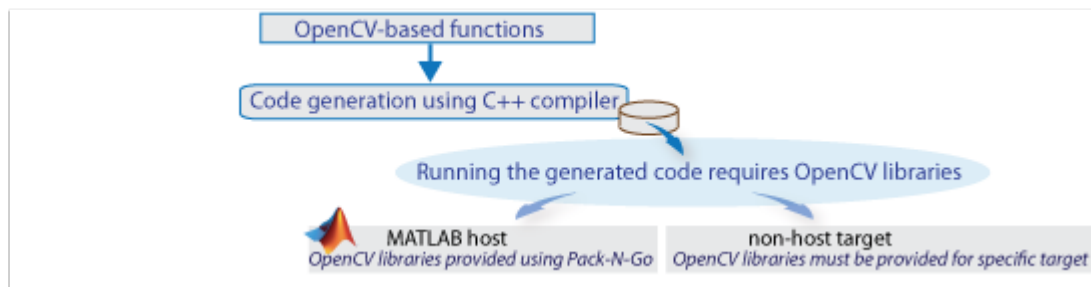 OpenCV-based functions
Code generation using C++ compiler
Running the generated code requires OpenCV libraries
MATLAB host
OpenCV libraries provided using Pack-N-Go
non-host target
OpenCV libraries must be provided for specific target